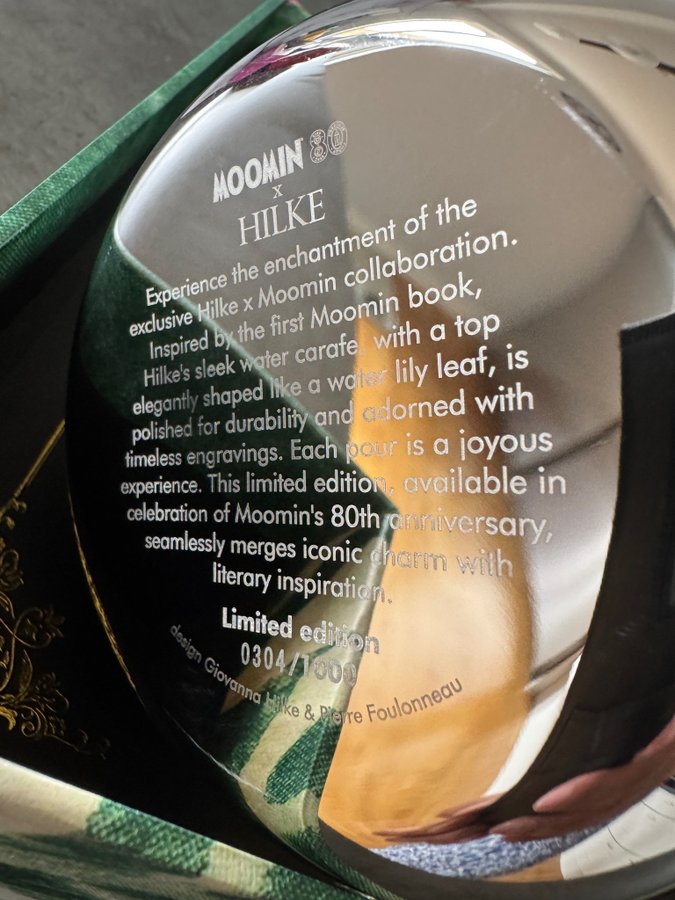 MOOMIN 80
x
HILKE
Experience the enchantment of the
exclusive Hilke x Moomin collaboration.
Inspired by the first Moomin book,
Hilke's sleek water carafe, with a top
elegantly shaped like a water lily leaf, is
polished for durability and adorned with
timeless engravings. Each pour is a joyous
experience. This limited edition, available in
celebration of Moomin's 80th anniversary,
seamlessly merges iconic charm with
literary inspiration.
Limited edition
0304/1000
design Giovanna Hilke & Pierre Foulonneau